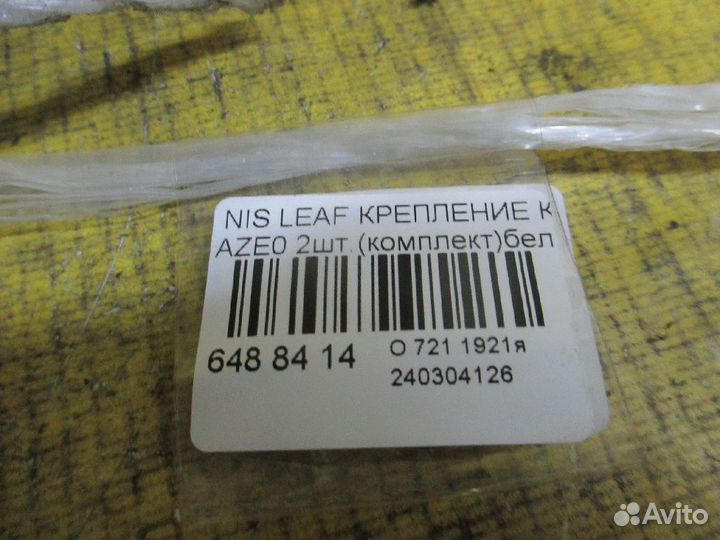 NIS LEAF КРЕПЛЕНИЕ К
AZE0 2шт.(комплект)бел
648 84 14
О 721 1921я
240304126
Avito